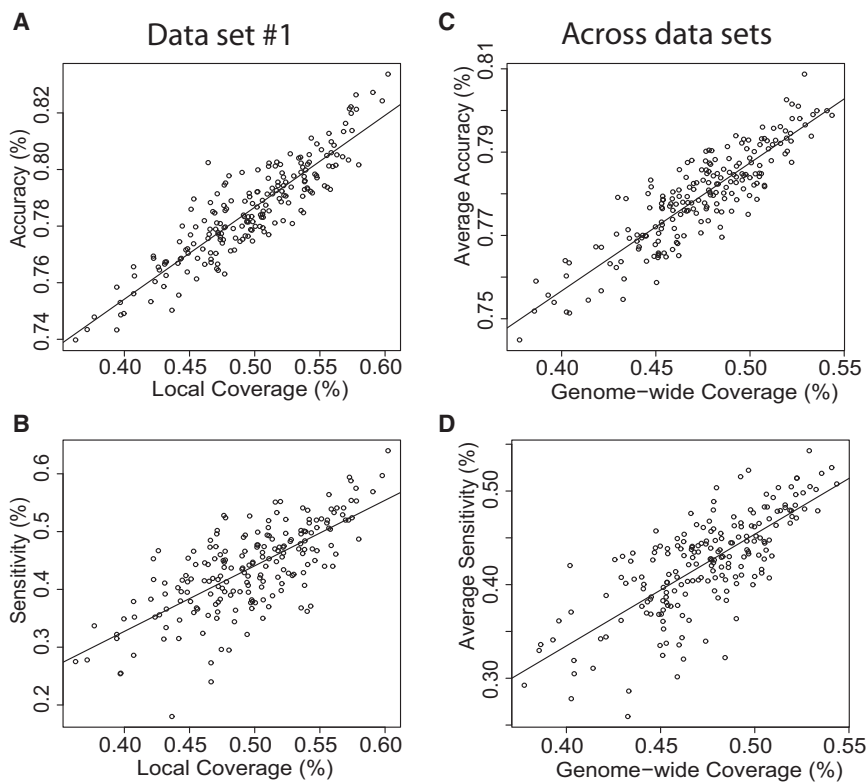 A
Data set #1
Accuracy (%)
0.82
0.80
0.78
0.76
0.74
0.40 0.45 0.50 0.55 0.60
Local Coverage (%)
B
Sensitivity (%)
0.6
0.5
0.4
0.3
0.2
0.40 0.45 0.50 0.55 0.60
Local Coverage (%)
C
Across data sets
Average Accuracy (%)
0.81
0.79
0.77
0.75
0.40 0.45 0.50 0.55
Genome−wide Coverage (%)
D
Average Sensitivity (%)
0.50
0.40
0.30
0.40 0.45 0.50 0.55
Genome−wide Coverage (%)